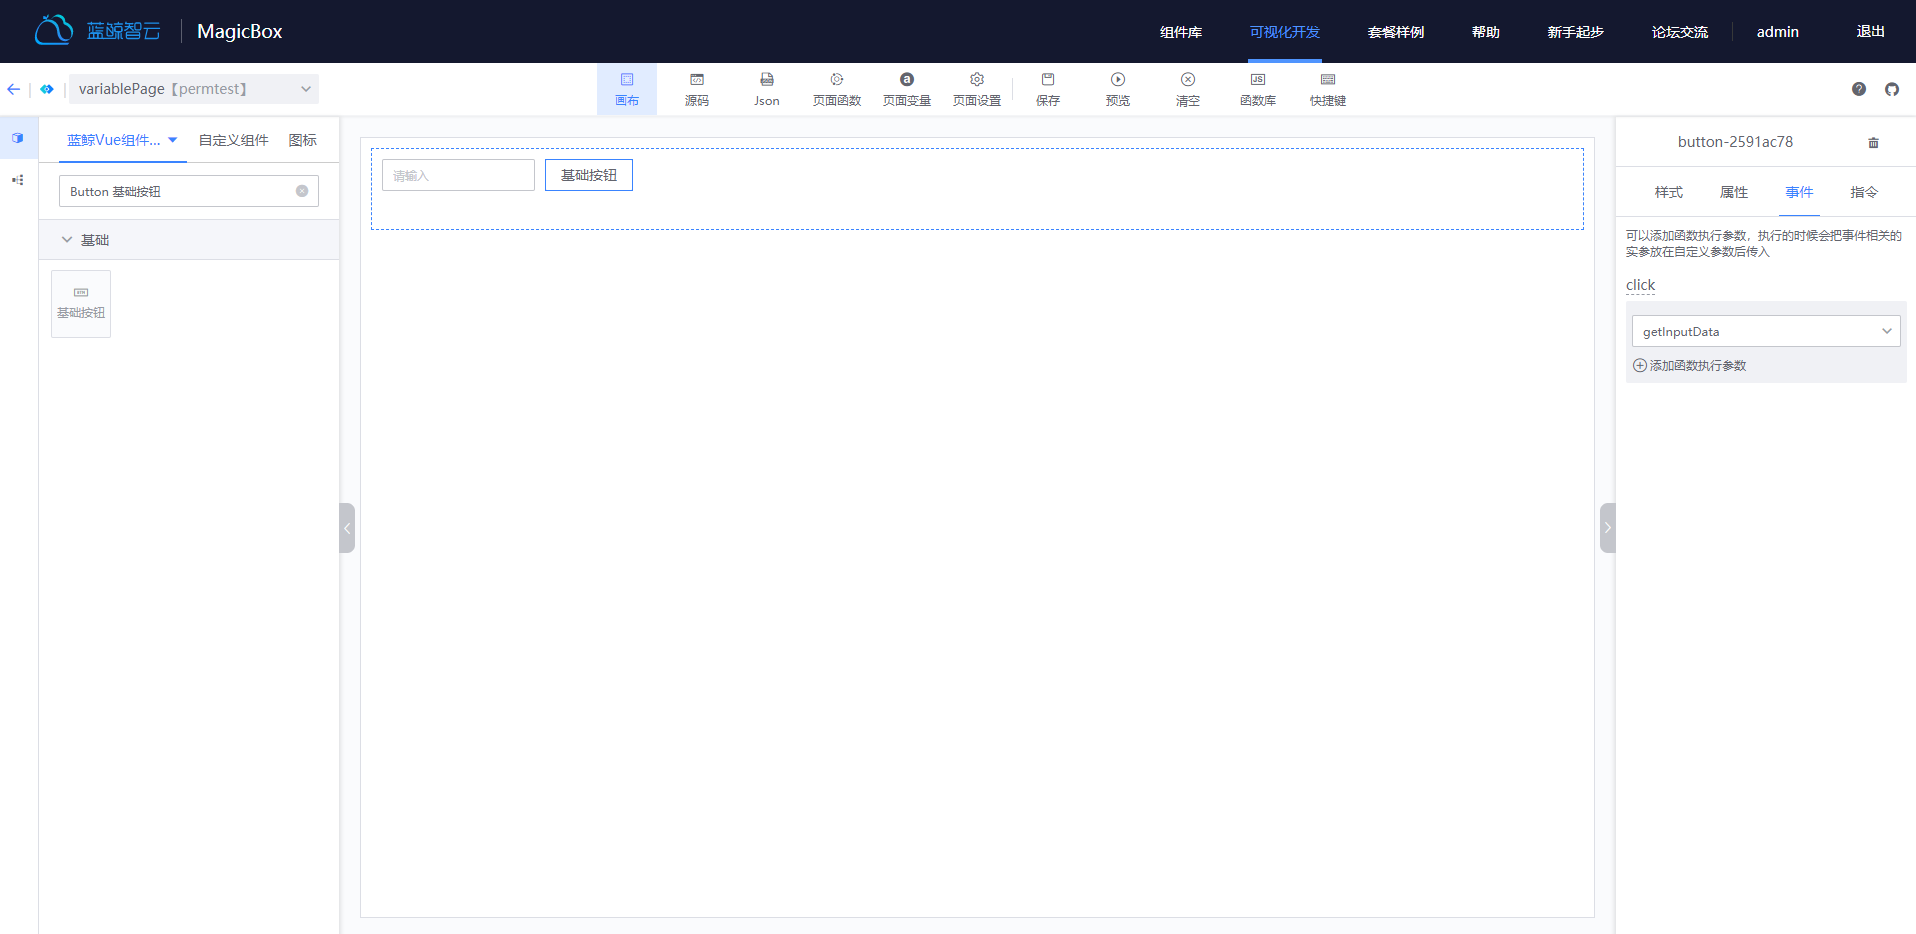 蓝鲸智云
MagicBox
组件库
可视化开发
套餐样例
帮助
新手起步
论坛交流
admin
退出
variablePage【permtest】
画布
源码
Json
页面函数
页面变量
页面设置
保存
预览
清空
函数库
快捷键
蓝鲸Vue组件...
自定义组件
图标
Button 基础按钮
基础
基础按钮
请输入
基础按钮
button-2591ac78
样式
属性
事件
指令
可以添加函数执行参数，执行的时候会把事件相关的
实参放在自定义参数后传入
click
getInputData
添加函数执行参数